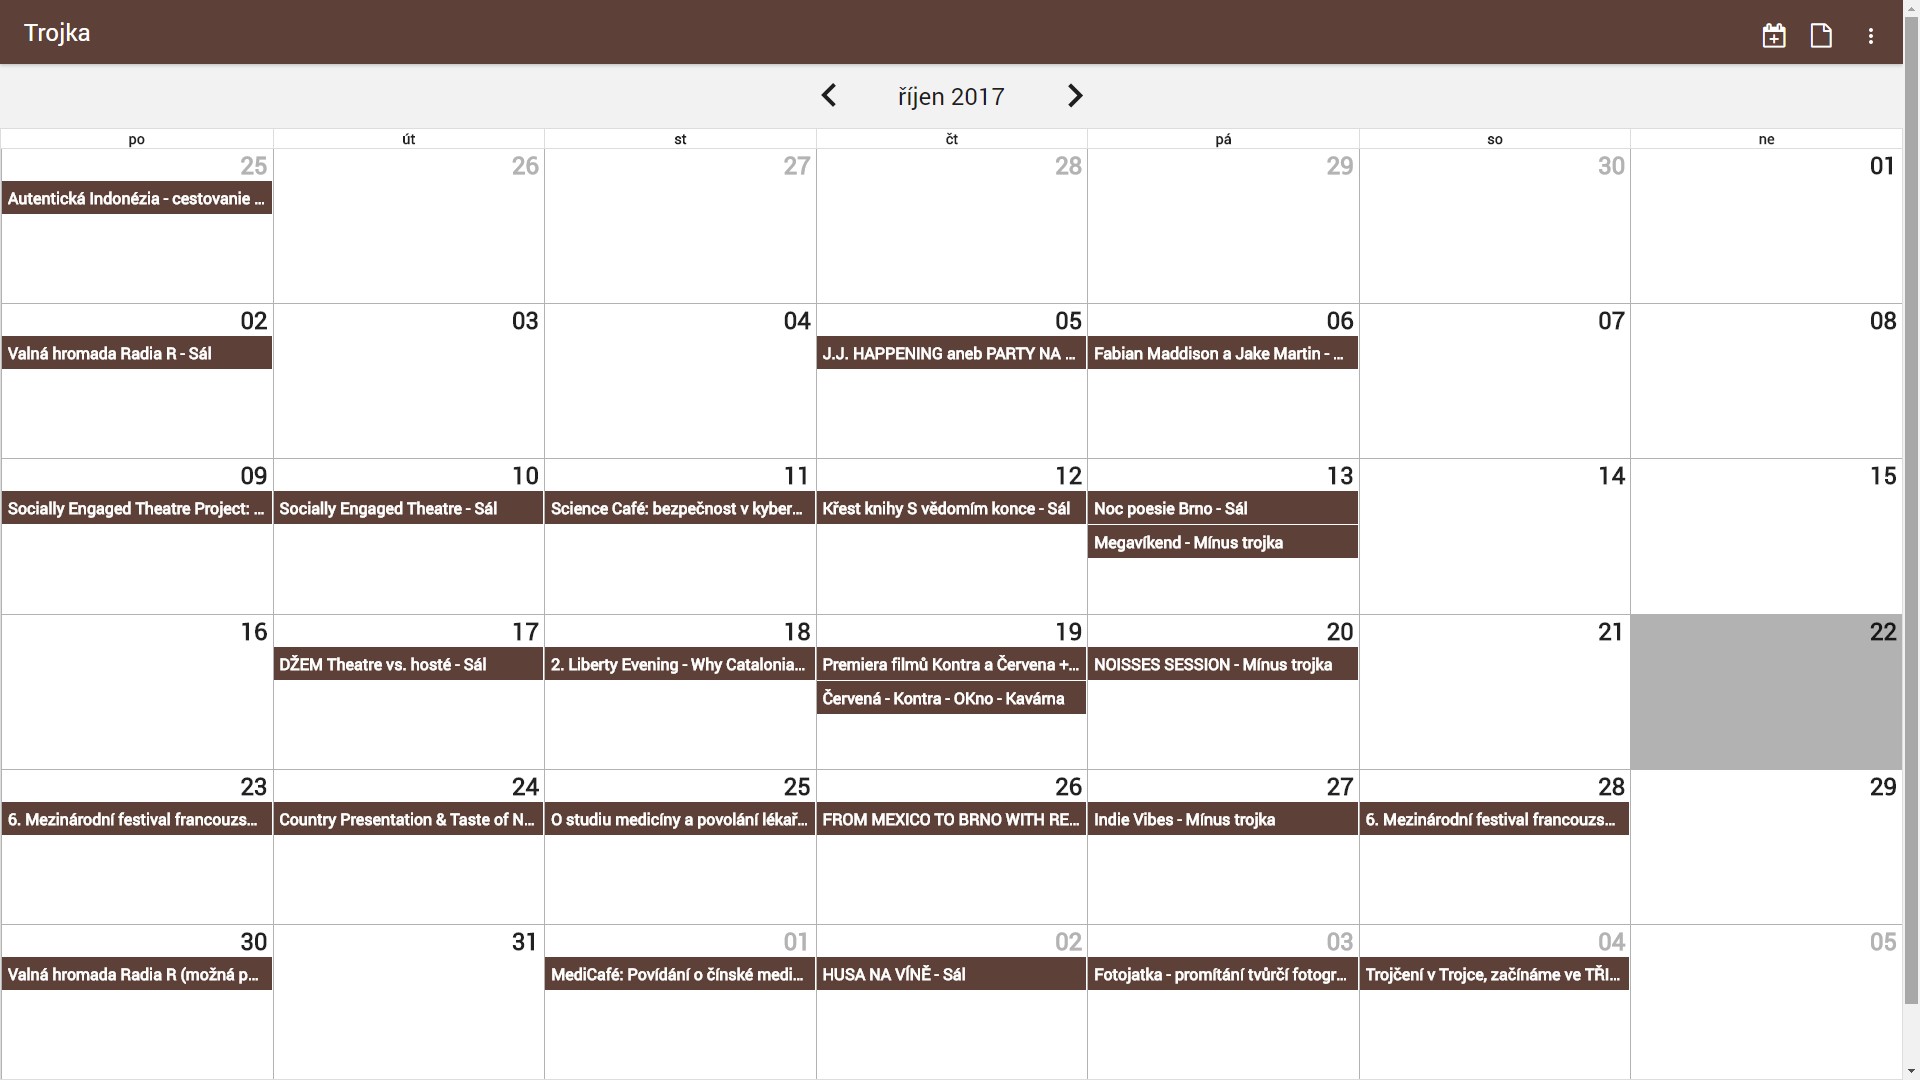 Trojka
říjen 2017
po út st čt pá so ne
25 26 27 28 29 30 01
Autentická Indonézia - cestovanie ...
02 03 04 05 06 07 08
Valná hromada Radia R - Sál
J.J. HAPPENING aneb PARTY NA ...
Fabian Maddison a Jake Martin - ...
09 10 11 12 13 14 15
Socially Engaged Theatre Project: ...
Socially Engaged Theatre - Sál
Science Café: bezpečnost v kyber...
Křest knihy S vědomím konce - Sál
Noc poesie Brno - Sál
Megavíkend - Mínus trojka
16 17 18 19 20 21 22
DŽEM Theatre vs. hosté - Sál
2. Liberty Evening - Why Catalonia...
Premiera filmů Kontra a Červena +...
Červená - Kontra - OKno - Kavárna
NOISSES SESSION - Mínus trojka
23 24 25 26 27 28 29
6. Mezinárodní festival francouzs...
Country Presentation & Taste of N...
O studiu medicíny a povolání lékař...
FROM MEXICO TO BRNO WITH RE...
Indie Vibes - Mínus trojka
6. Mezinárodní festival francouzs...
30 31 01 02 03 04 05
Valná hromada Radia R (možná p...
MediCafé: Povídání o čínské medi...
HUSA NA VÍNĚ - Sál
Fotojatka - promítání tvůrčí fotogr...
Trojčení v Trojce, začínáme ve TŘI...